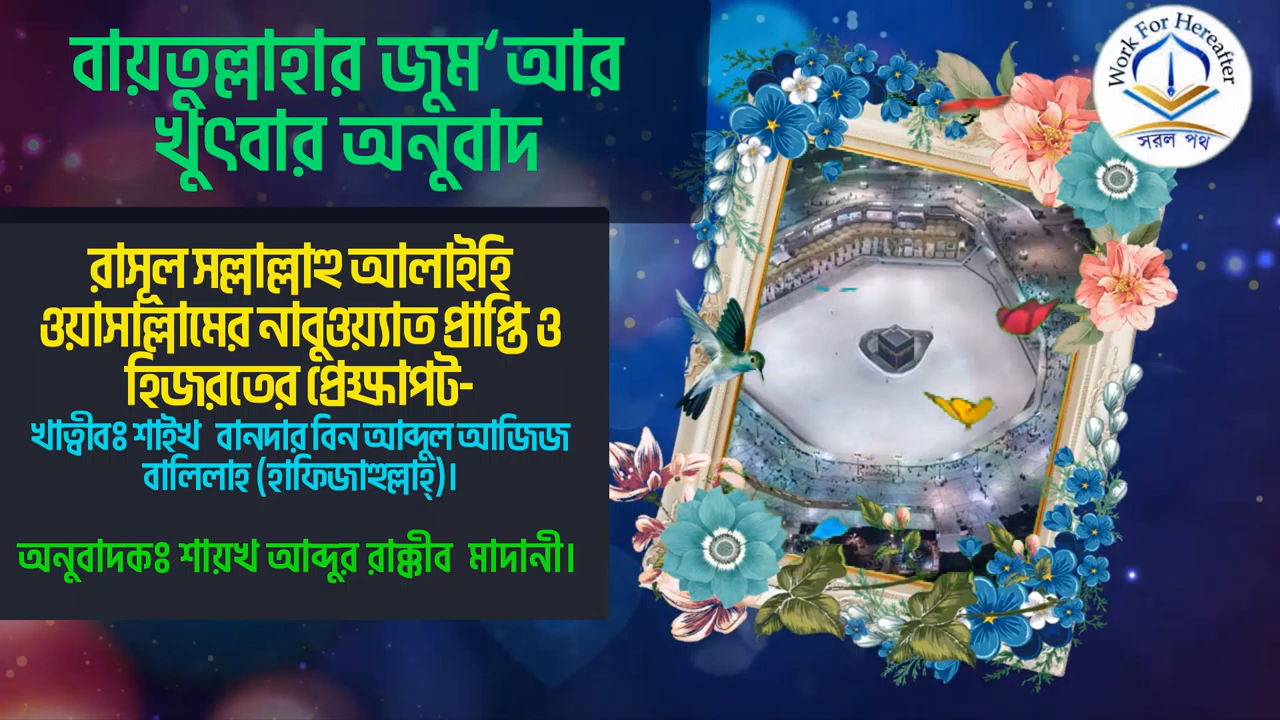 বায়তুল্লাহার জুম‘আর
খুৎবার অনুবাদ
রাসূল সল্লাল্লাহু আলাইহি
ওয়াসাল্লামের নাবুওয়্যাত প্রাপ্তি ও
হিজরতের প্রেক্ষাপট-
খাত্বীবঃ শাইখ বানদার বিন আব্দুল আজিজ
বালিলাহ (হাফিজাহুল্লাহ্)।
অনুবাদকঃ শায়খ আব্দুর রাক্কীব মাদানী।
Work For Hereafter
সরল পথ